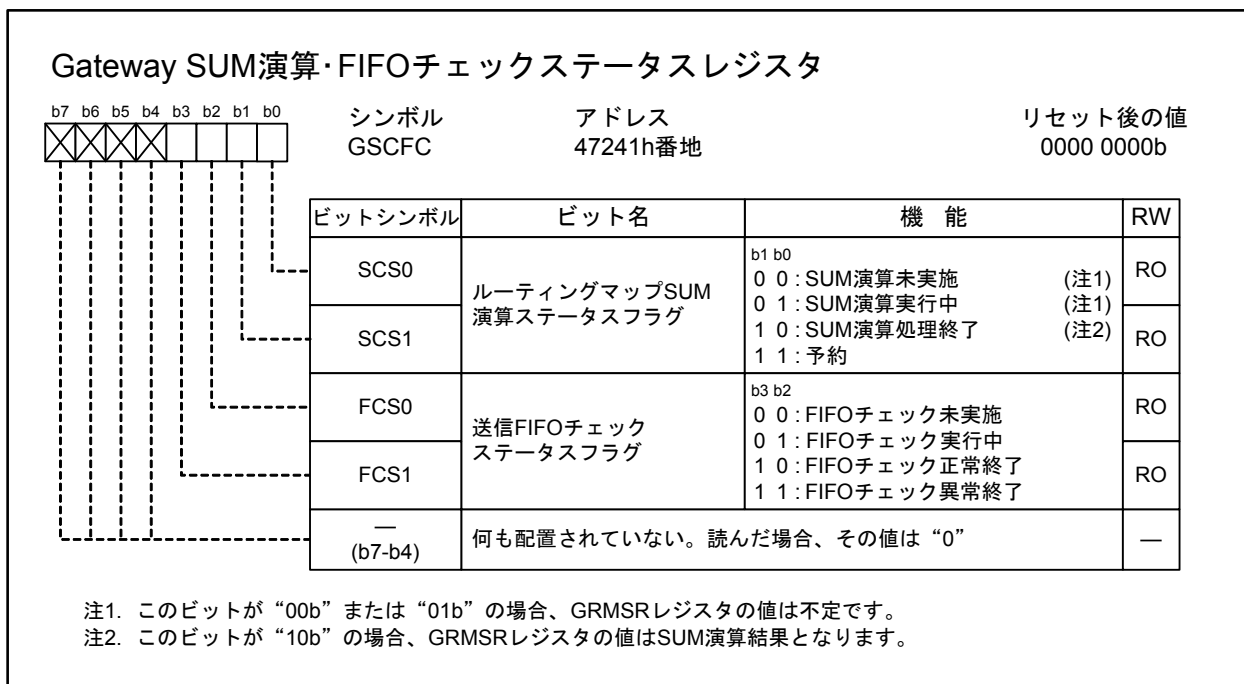 Gateway SUM演算・FIFOチェックステータスレジスタ
b7 b6 b5 b4 b3 b2 b1 b0
シンボル アドレス リセット後の値
GSCFC 47241h番地 0000 0000b
ビットシンボル ビット名 機 能 RW
SCS0
ルーティングマップSUM
演算ステータスフラグ
b1 b0
0 0 : SUM演算未実施 (注1)
0 1 : SUM演算実行中 (注1)
1 0 : SUM演算処理終了 (注2)
1 1 : 予約
RO
SCS1
RO
FCS0
送信FIFOチェック
ステータスフラグ
b3 b2
0 0 : FIFOチェック未実施
0 1 : FIFOチェック実行中
1 0 : FIFOチェック正常終了
1 1 : FIFOチェック異常終了
RO
FCS1
RO
—
(b7-b4)
何も配置されていない。読んだ場合、その値は“0”
—
注1. このビットが“00b”または“01b”の場合、GRMSRレジスタの値は不定です。
注2. このビットが“10b”の場合、GRMSRレジスタの値はSUM演算結果となります。